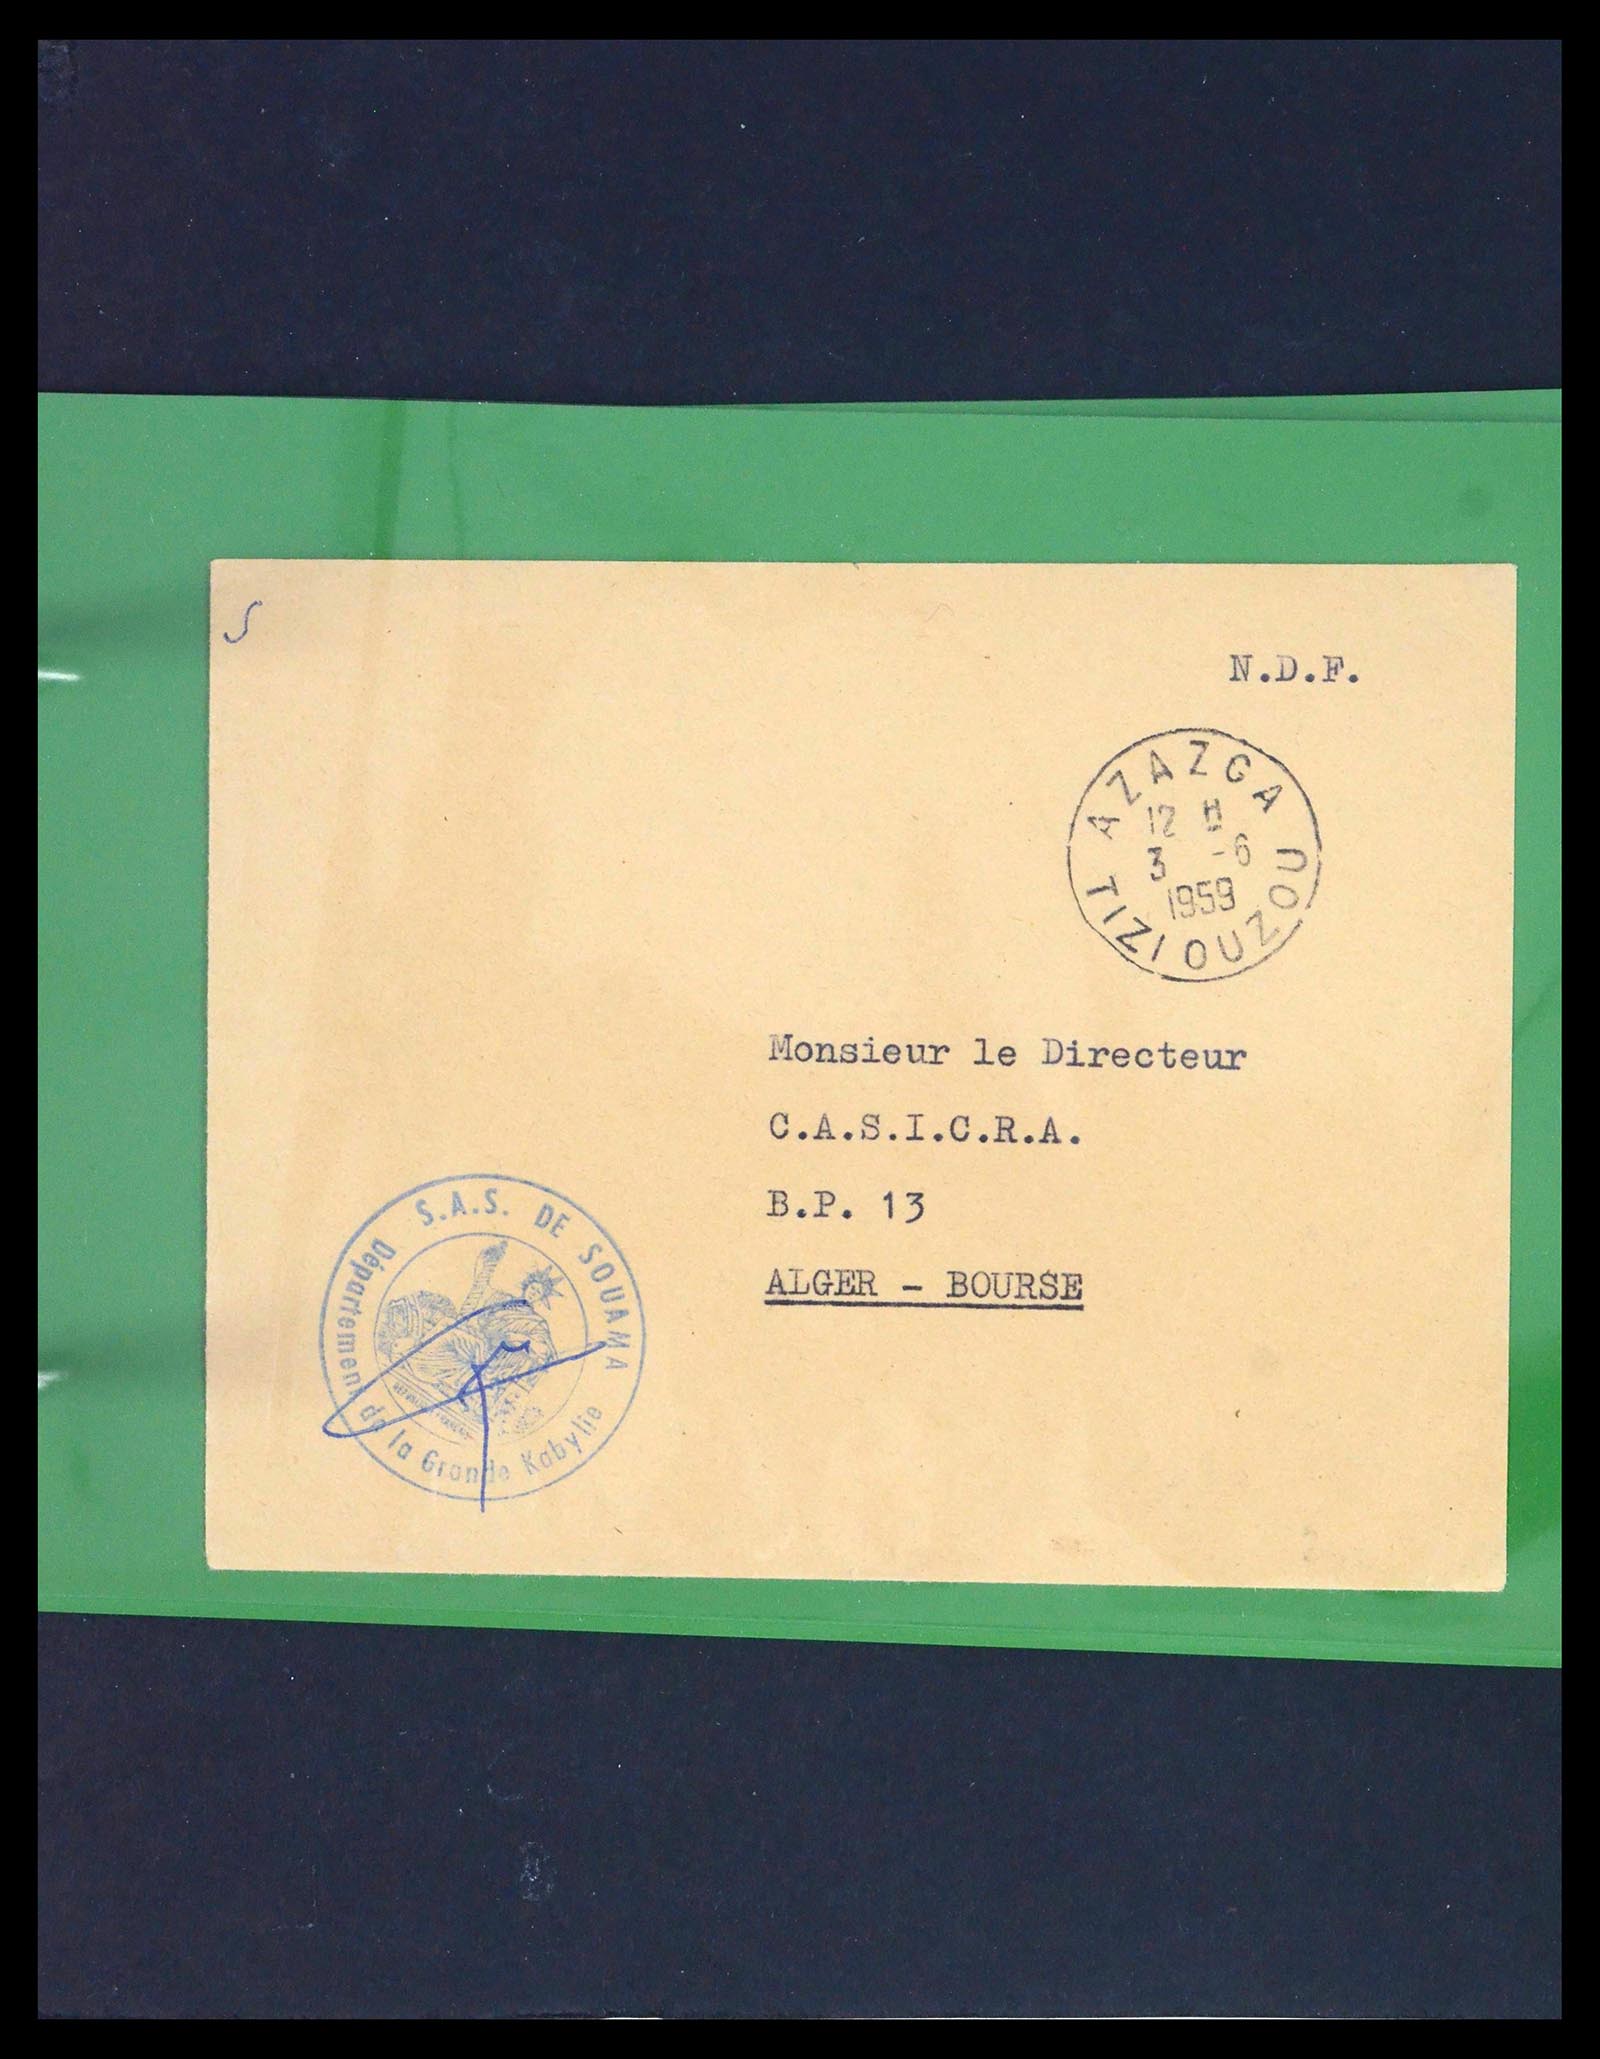 S
N.D.F.
AZAZGA
12 H
3 -6
1959
TIZI OUZOU
Monsieur le Directeur
C.A.S.I.C.R.A.
B.P. 13
ALGER - BOURSE
S.A.S. DE SOUAMA
Département de la Grande Kabylie